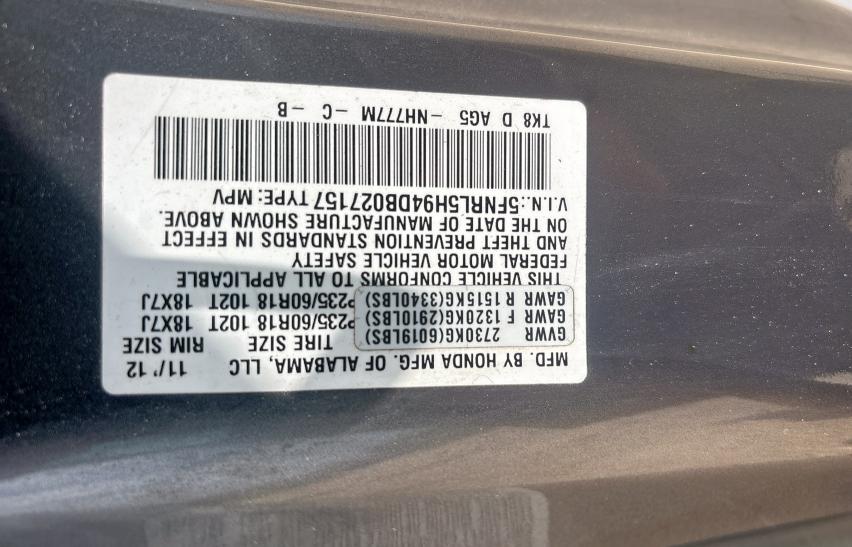 MFD. BY HONDA MFG. OF ALABAMA, LLC 11/'12
GVWR 2730KG(6019LBS) TIRE SIZE RIM SIZE
GAWR F 1320KG(2910LBS) P235/60R18 102T 18X7J
GAWR R 1515KG(3340LBS) P235/60R18 102T 18X7J
THIS VEHICLE CONFORMS TO ALL APPLICABLE
FEDERAL MOTOR VEHICLE SAFETY
AND THEFT PREVENTION STANDARDS IN EFFECT
ON THE DATE OF MANUFACTURE SHOWN ABOVE.
V.I.N.:5FNRL5H94DB027157 TYPE: MPV
TK8 D AG5 -NH777M -C -B